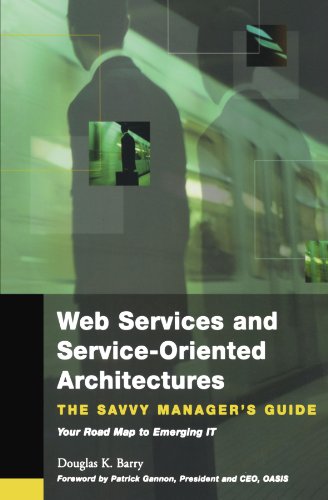 Web Services and
Service-Oriented
Architectures
THE SAVVY MANAGER'S GUIDE
Your Road Map to Emerging IT
Douglas K. Barry
Foreword by Patrick Gannon, President and CEO, OASIS